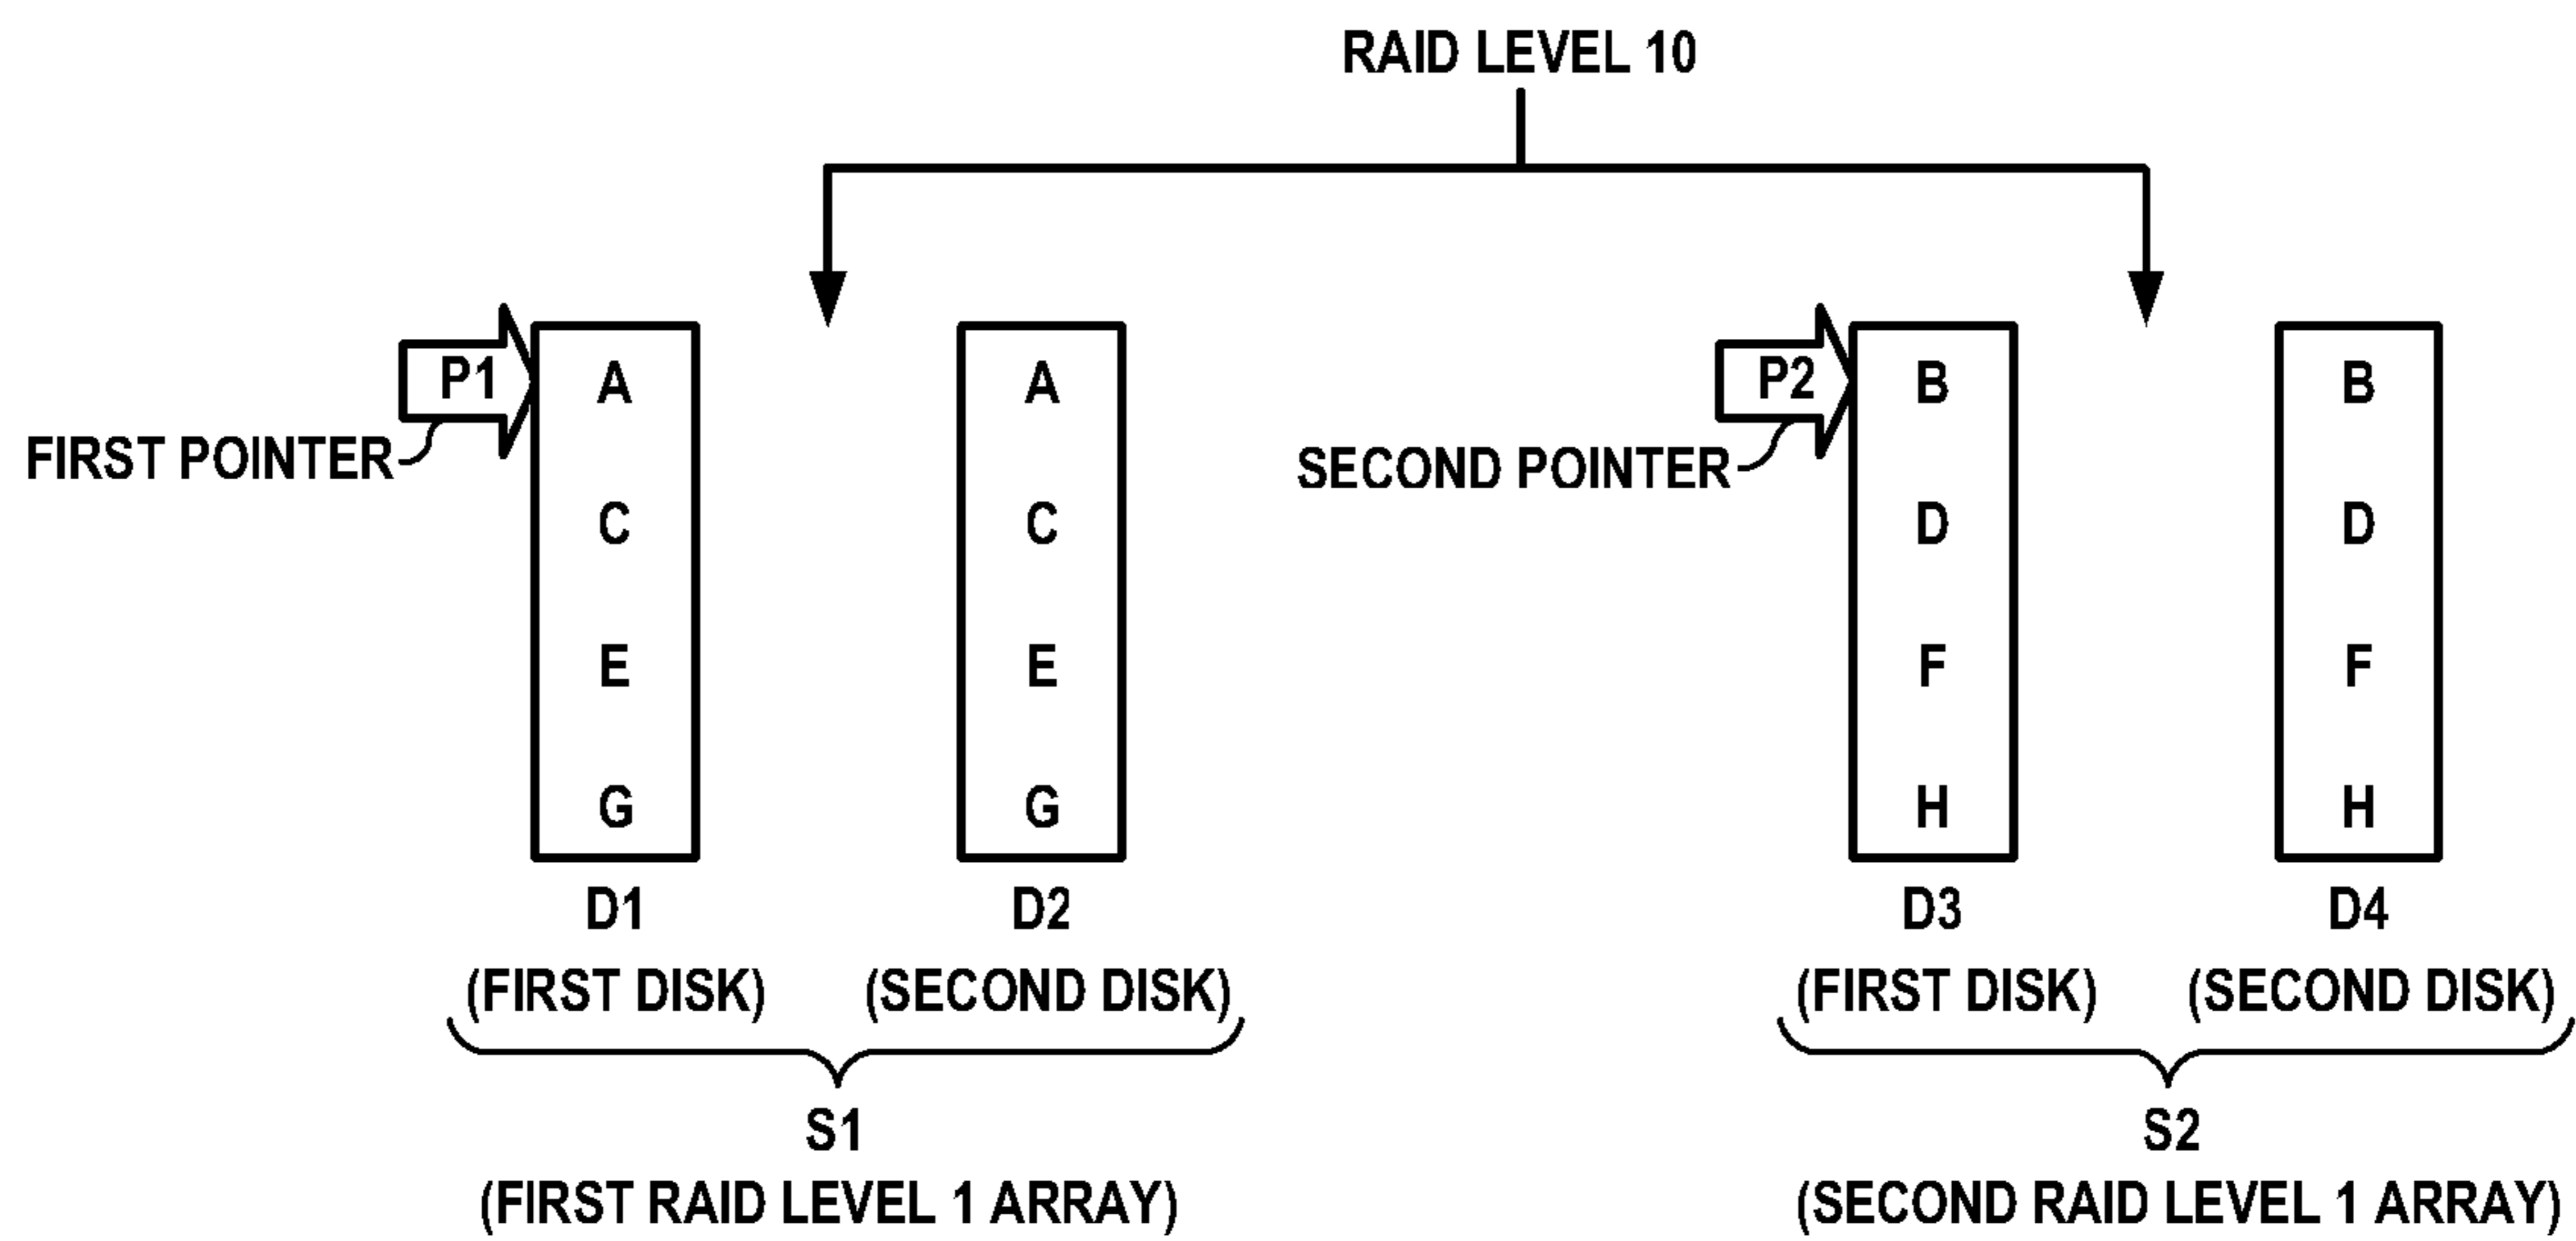 RAID LEVEL 10
P1
FIRST POINTER
A
C
E
G
D1
(FIRST DISK)
A
C
E
G
D2
(SECOND DISK)
S1
(FIRST RAID LEVEL 1 ARRAY)
P2
SECOND POINTER
B
D
F
H
D3
(FIRST DISK)
B
D
F
H
D4
(SECOND DISK)
S2
(SECOND RAID LEVEL 1 ARRAY)